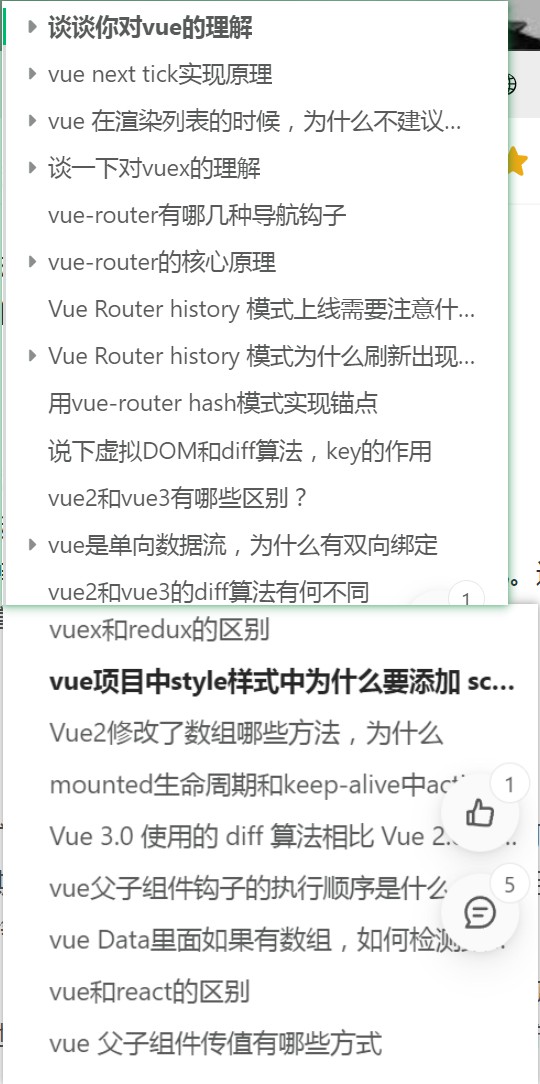 谈谈你对vue的理解
vue next tick实现原理
vue 在渲染列表的时候，为什么不建议...
谈一下对vuex的理解
vue-router有哪几种导航钩子
vue-router的核心原理
Vue Router history 模式上线需要注意什...
Vue Router history 模式为什么刷新出现...
用vue-router hash模式实现锚点
说下虚拟DOM和diff算法，key的作用
vue2和vue3有哪些区别？
vue是单向数据流，为什么有双向绑定
vue2和vue3的diff算法有何不同
1
vuex和redux的区别
vue项目中style样式中为什么要添加 sc...
Vue2修改了数组哪些方法，为什么
mounted生命周期和keep-alive中
1
Vue 3.0 使用的 diff 算法相比 Vue 2.
vue父子组件钩子的执行顺序是什么
5
vue Data里面如果有数组，如何检测
vue和react的区别
vue 父子组件传值有哪些方式